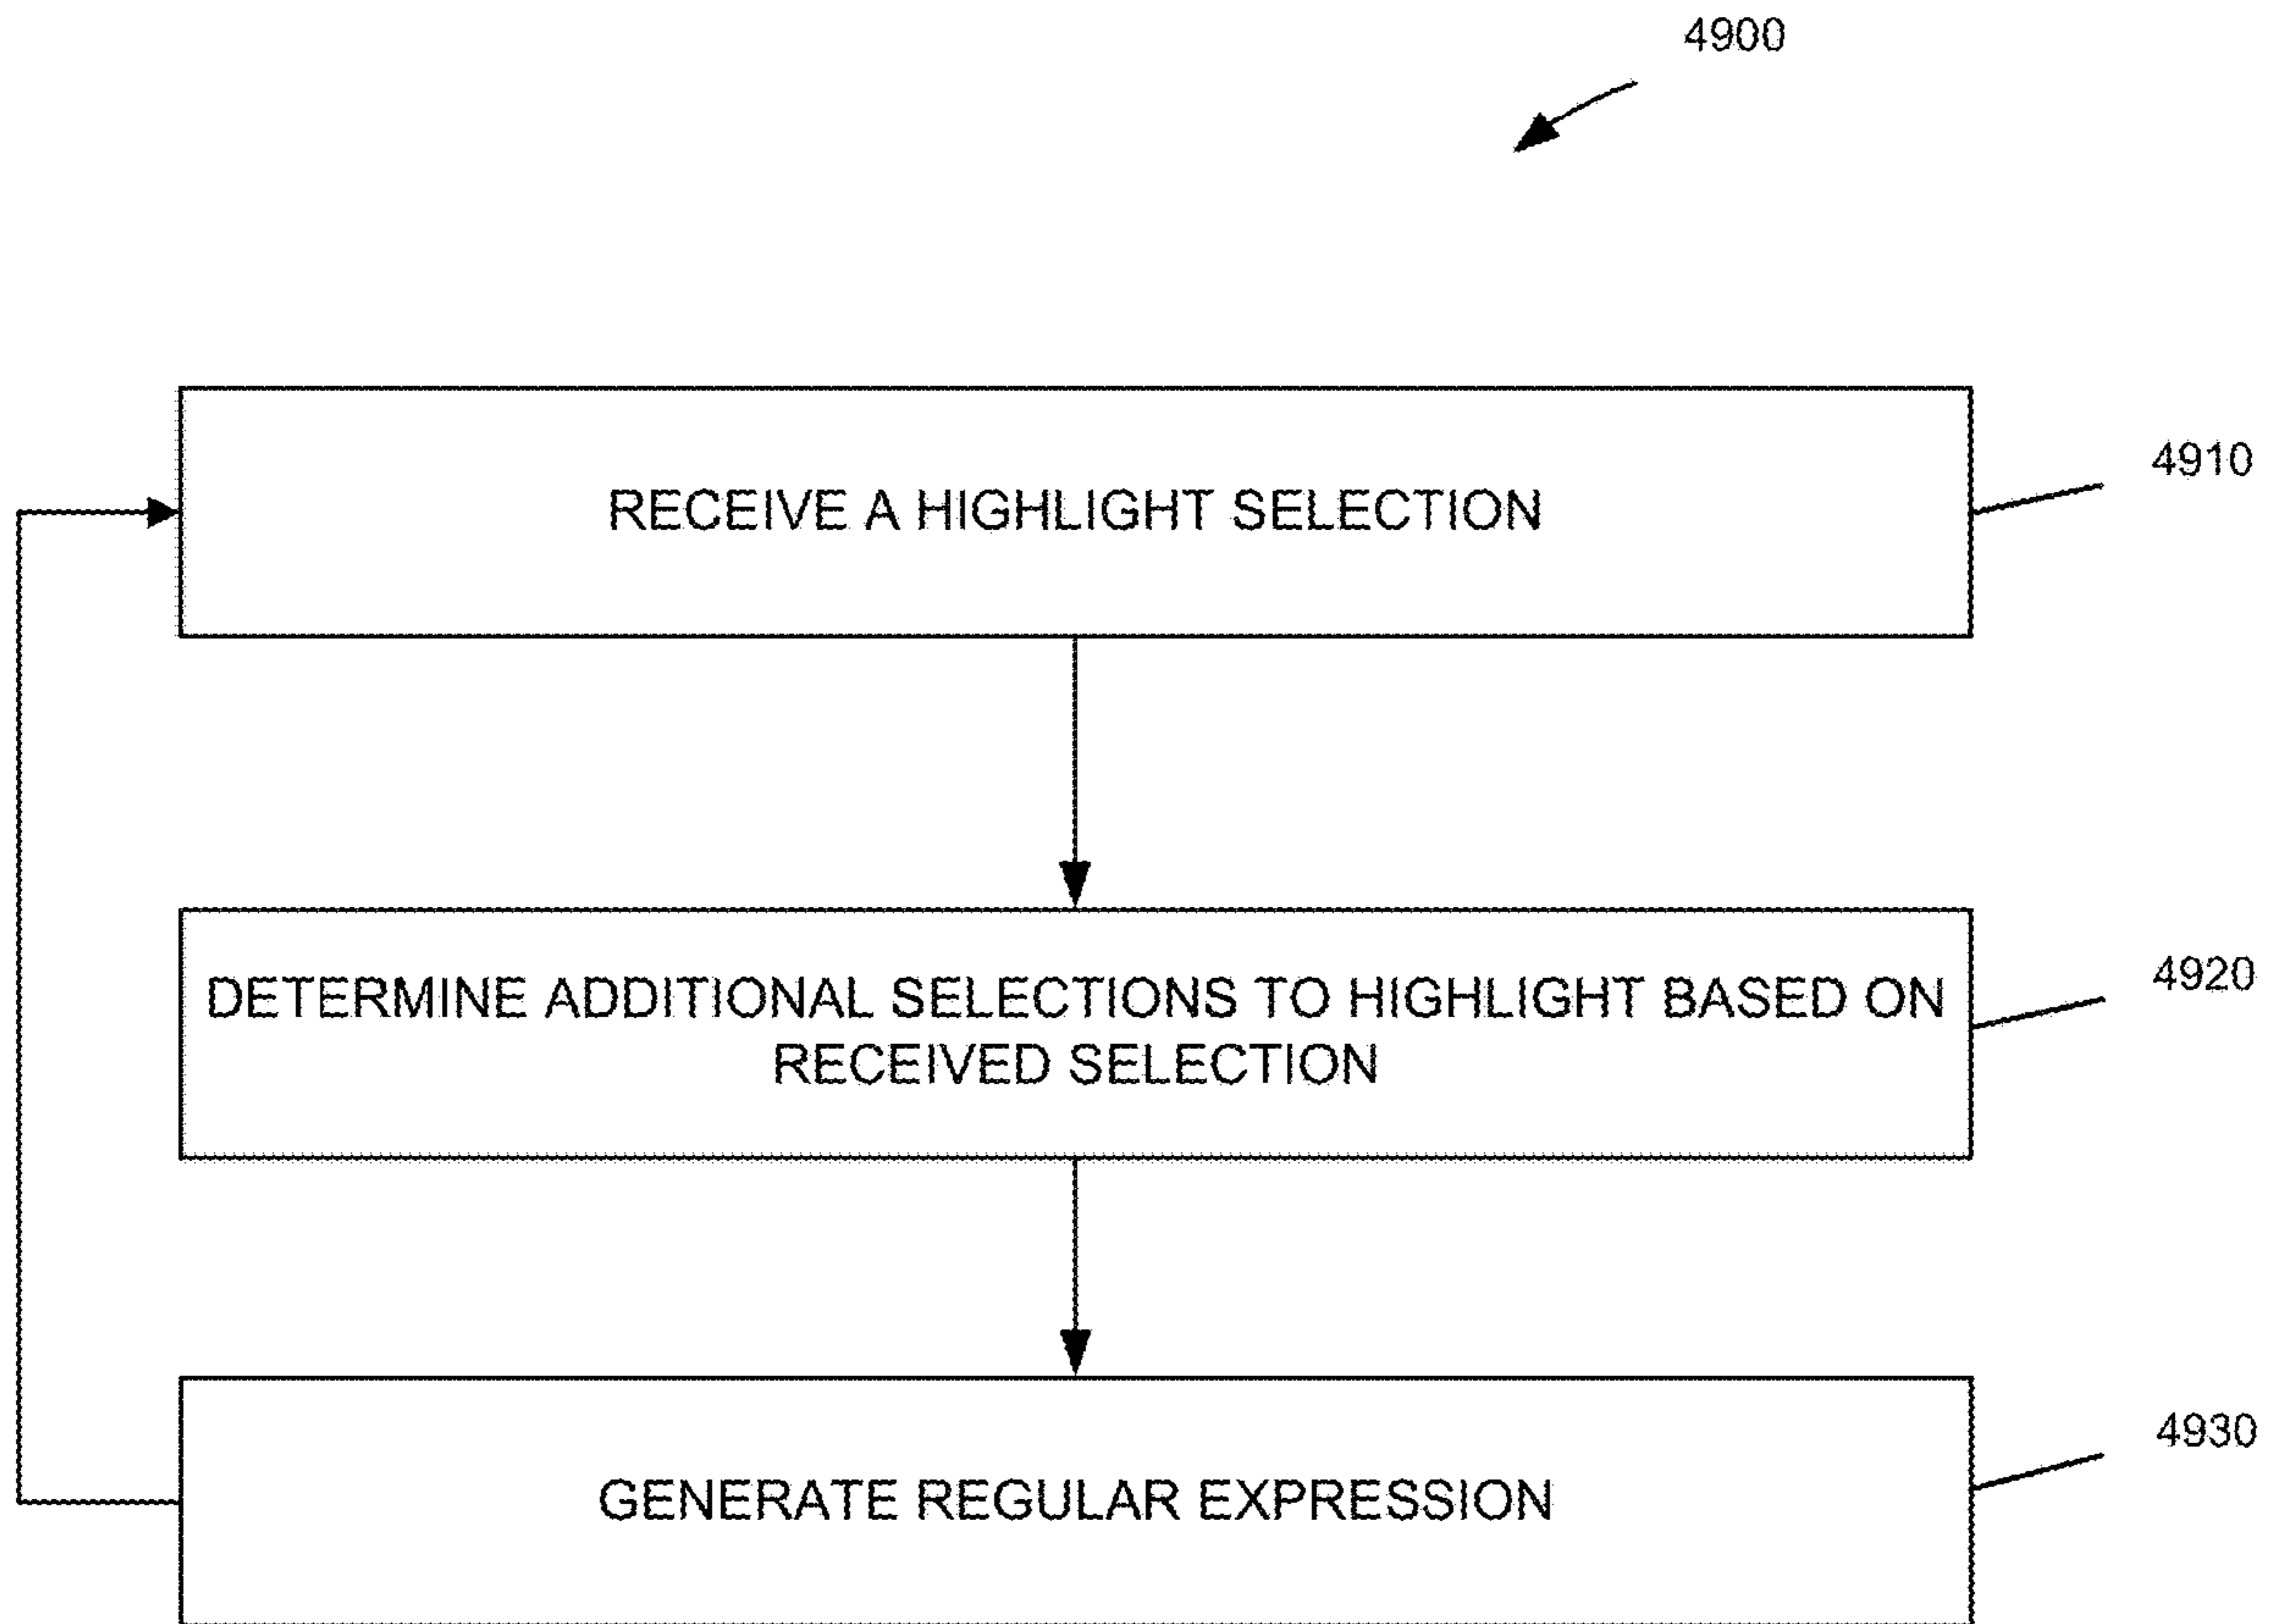 4900
RECEIVE A HIGHLIGHT SELECTION
4910
DETERMINE ADDITIONAL SELECTIONS TO HIGHLIGHT BASED ON
RECEIVED SELECTION
4920
GENERATE REGULAR EXPRESSION
4930